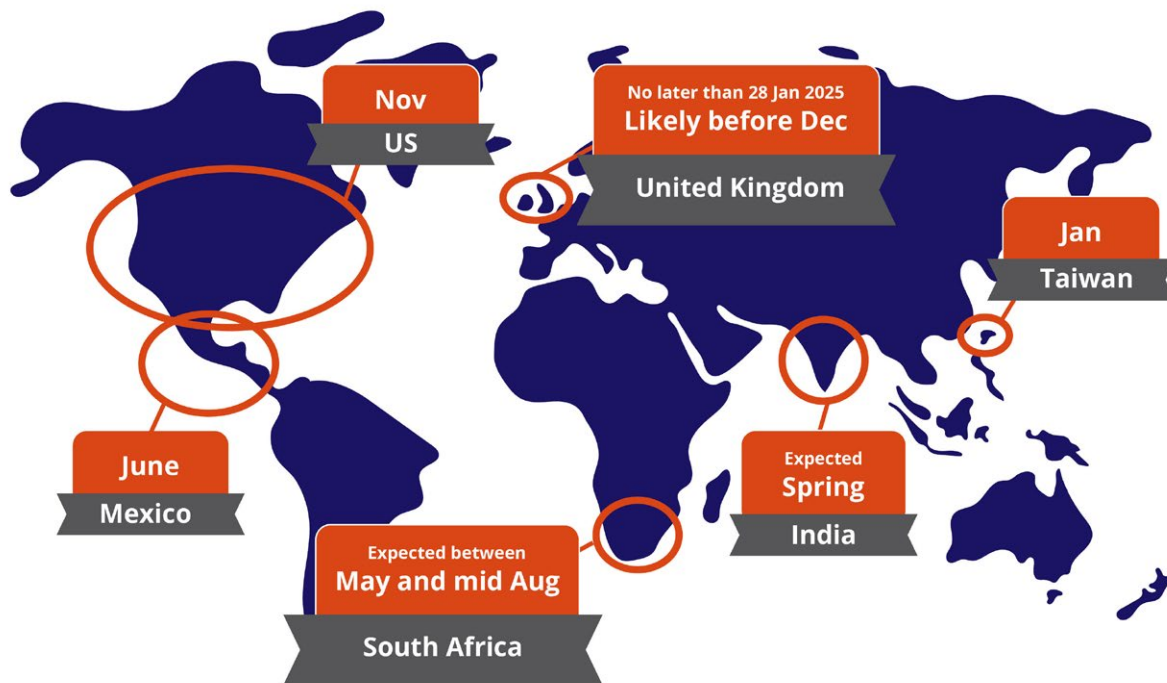 Nov
US
No later than 28 Jan 2025
Likely before Dec
United Kingdom
Jan
Taiwan
June
Mexico
Expected between
May and mid Aug
South Africa
Expected
Spring
India